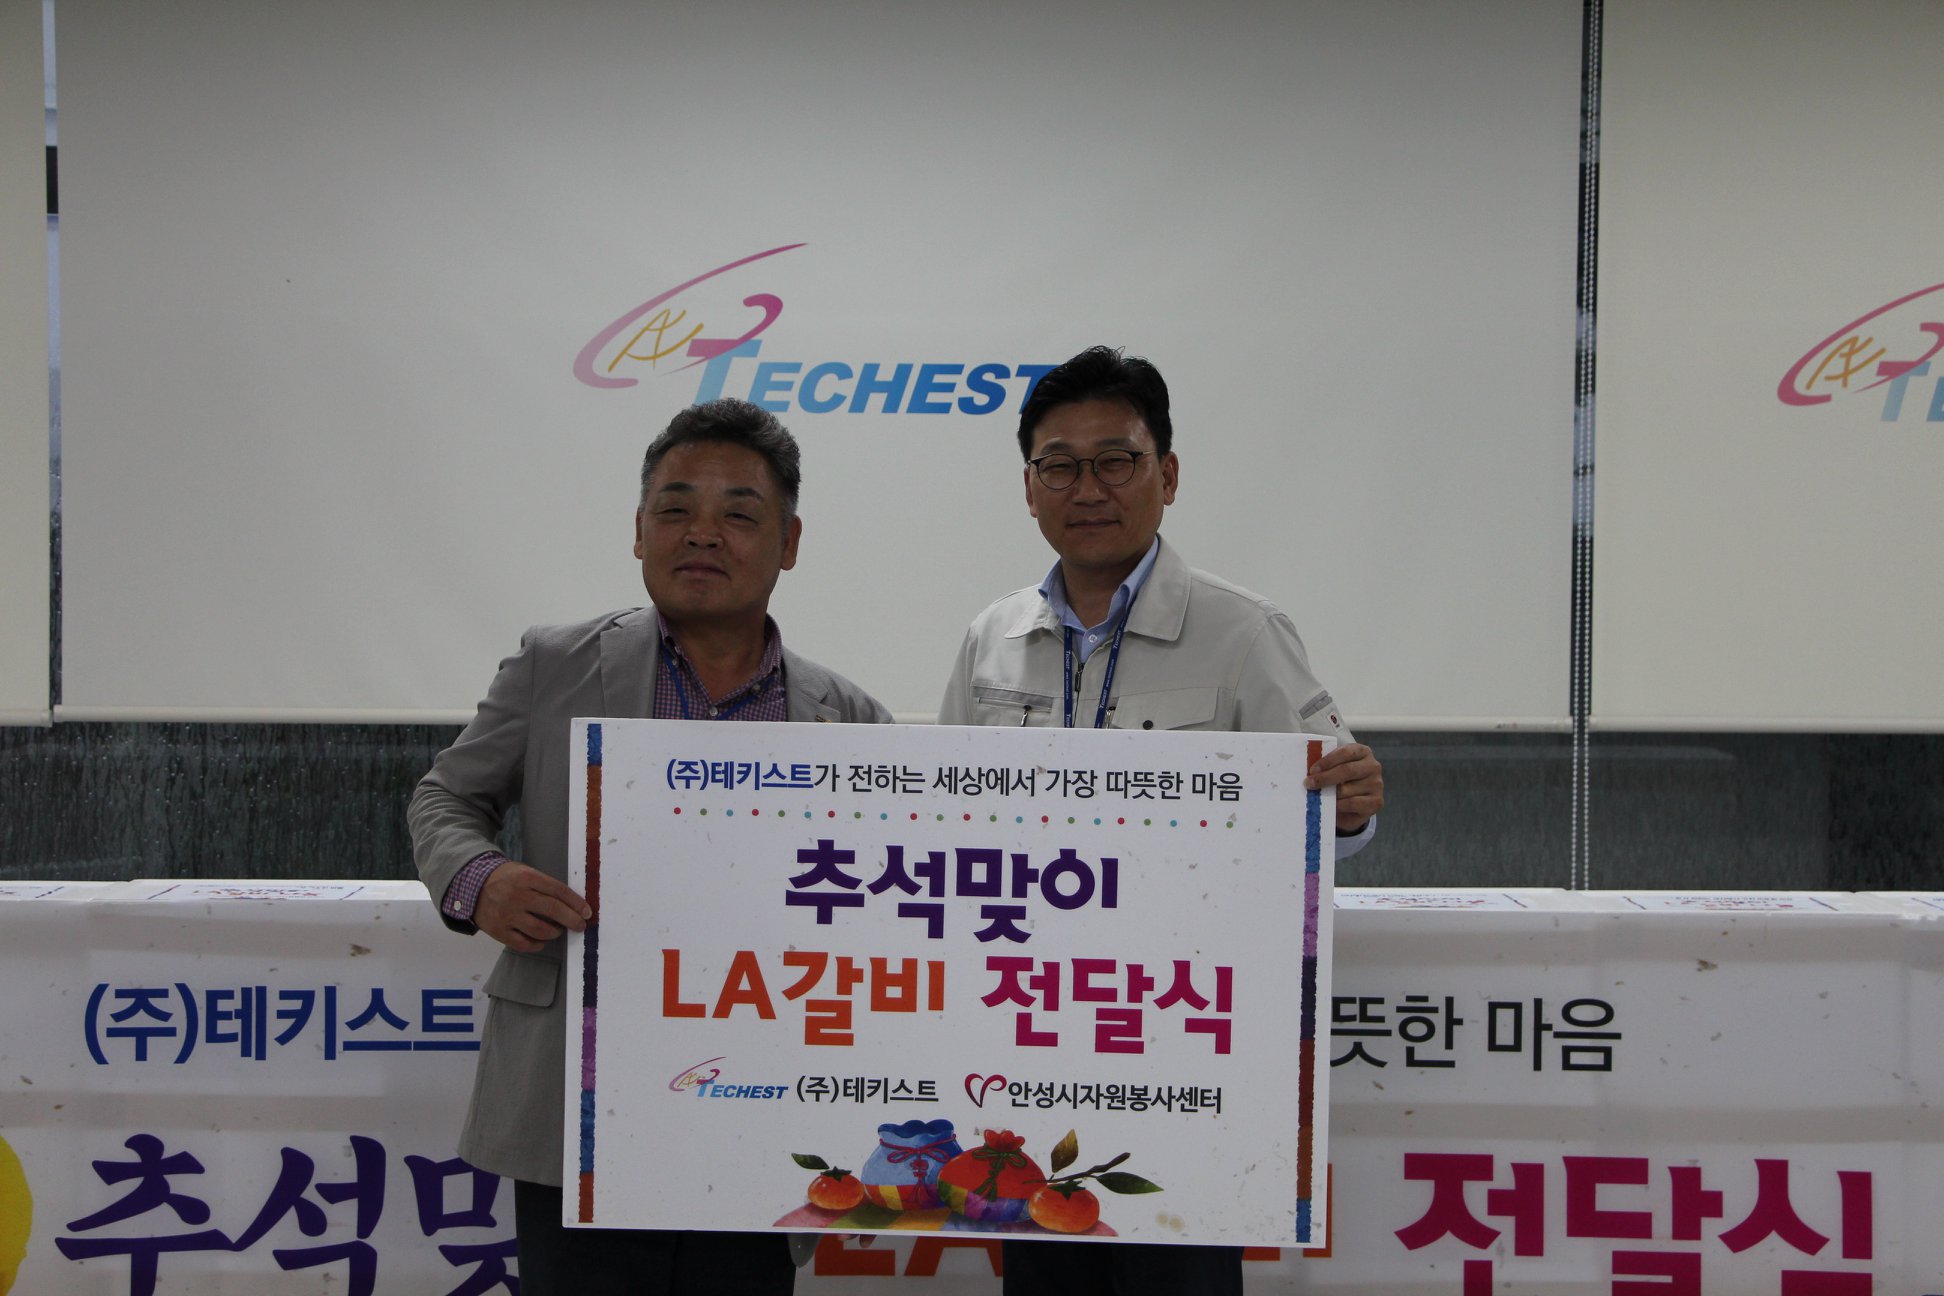 TECHEST
TE
(주)테키스트가 전하는 세상에서 가장 따뜻한 마음
추석맞이
LA갈비 전달식
TECHEST (주)테키스트 안성시자원봉사센터
(주)테키스트
뜻한 마음
추석맞
LA
전달식